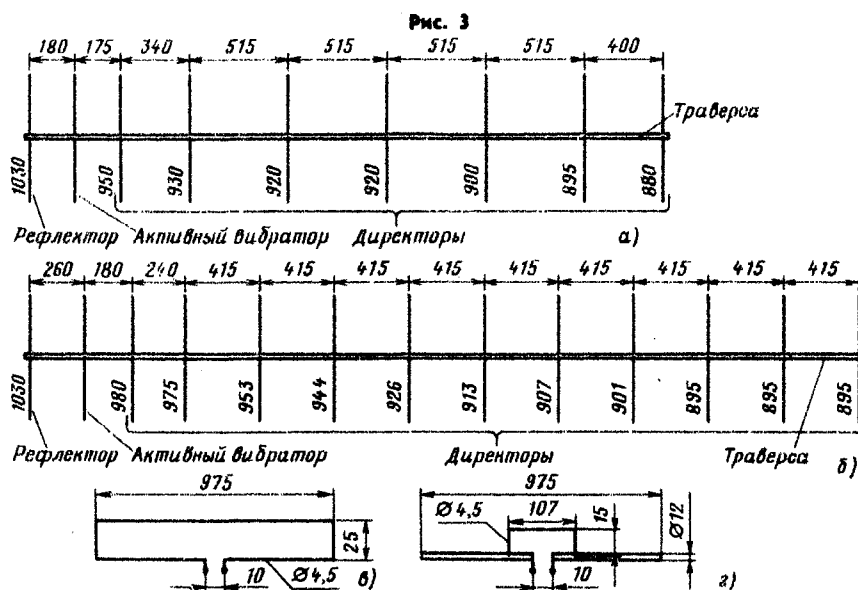 Рис. 3
180 175 340 515 515 515 515 400
Траверса
1030 950 930 920 920 900 895 880
Рефлектор Активный вибратор Директоры а)
260 180 240 415 415 415 415 415 415 415 415 415
1030 980 975 953 944 926 913 907 901 895 895 895
Рефлектор Активный вибратор Директоры Траверса б)
975 975
Ø 4,5 107 15 Ø12
25
10 Ø 4,5 в) 10 г)